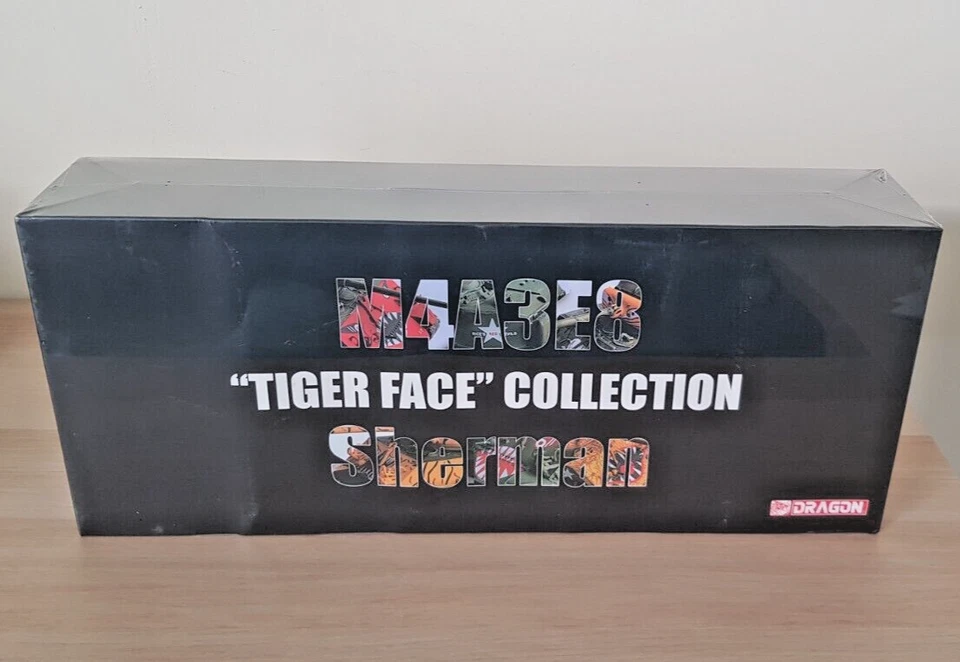 M4A3E8
“TIGER FACE” COLLECTION
Sherman
DRAGON